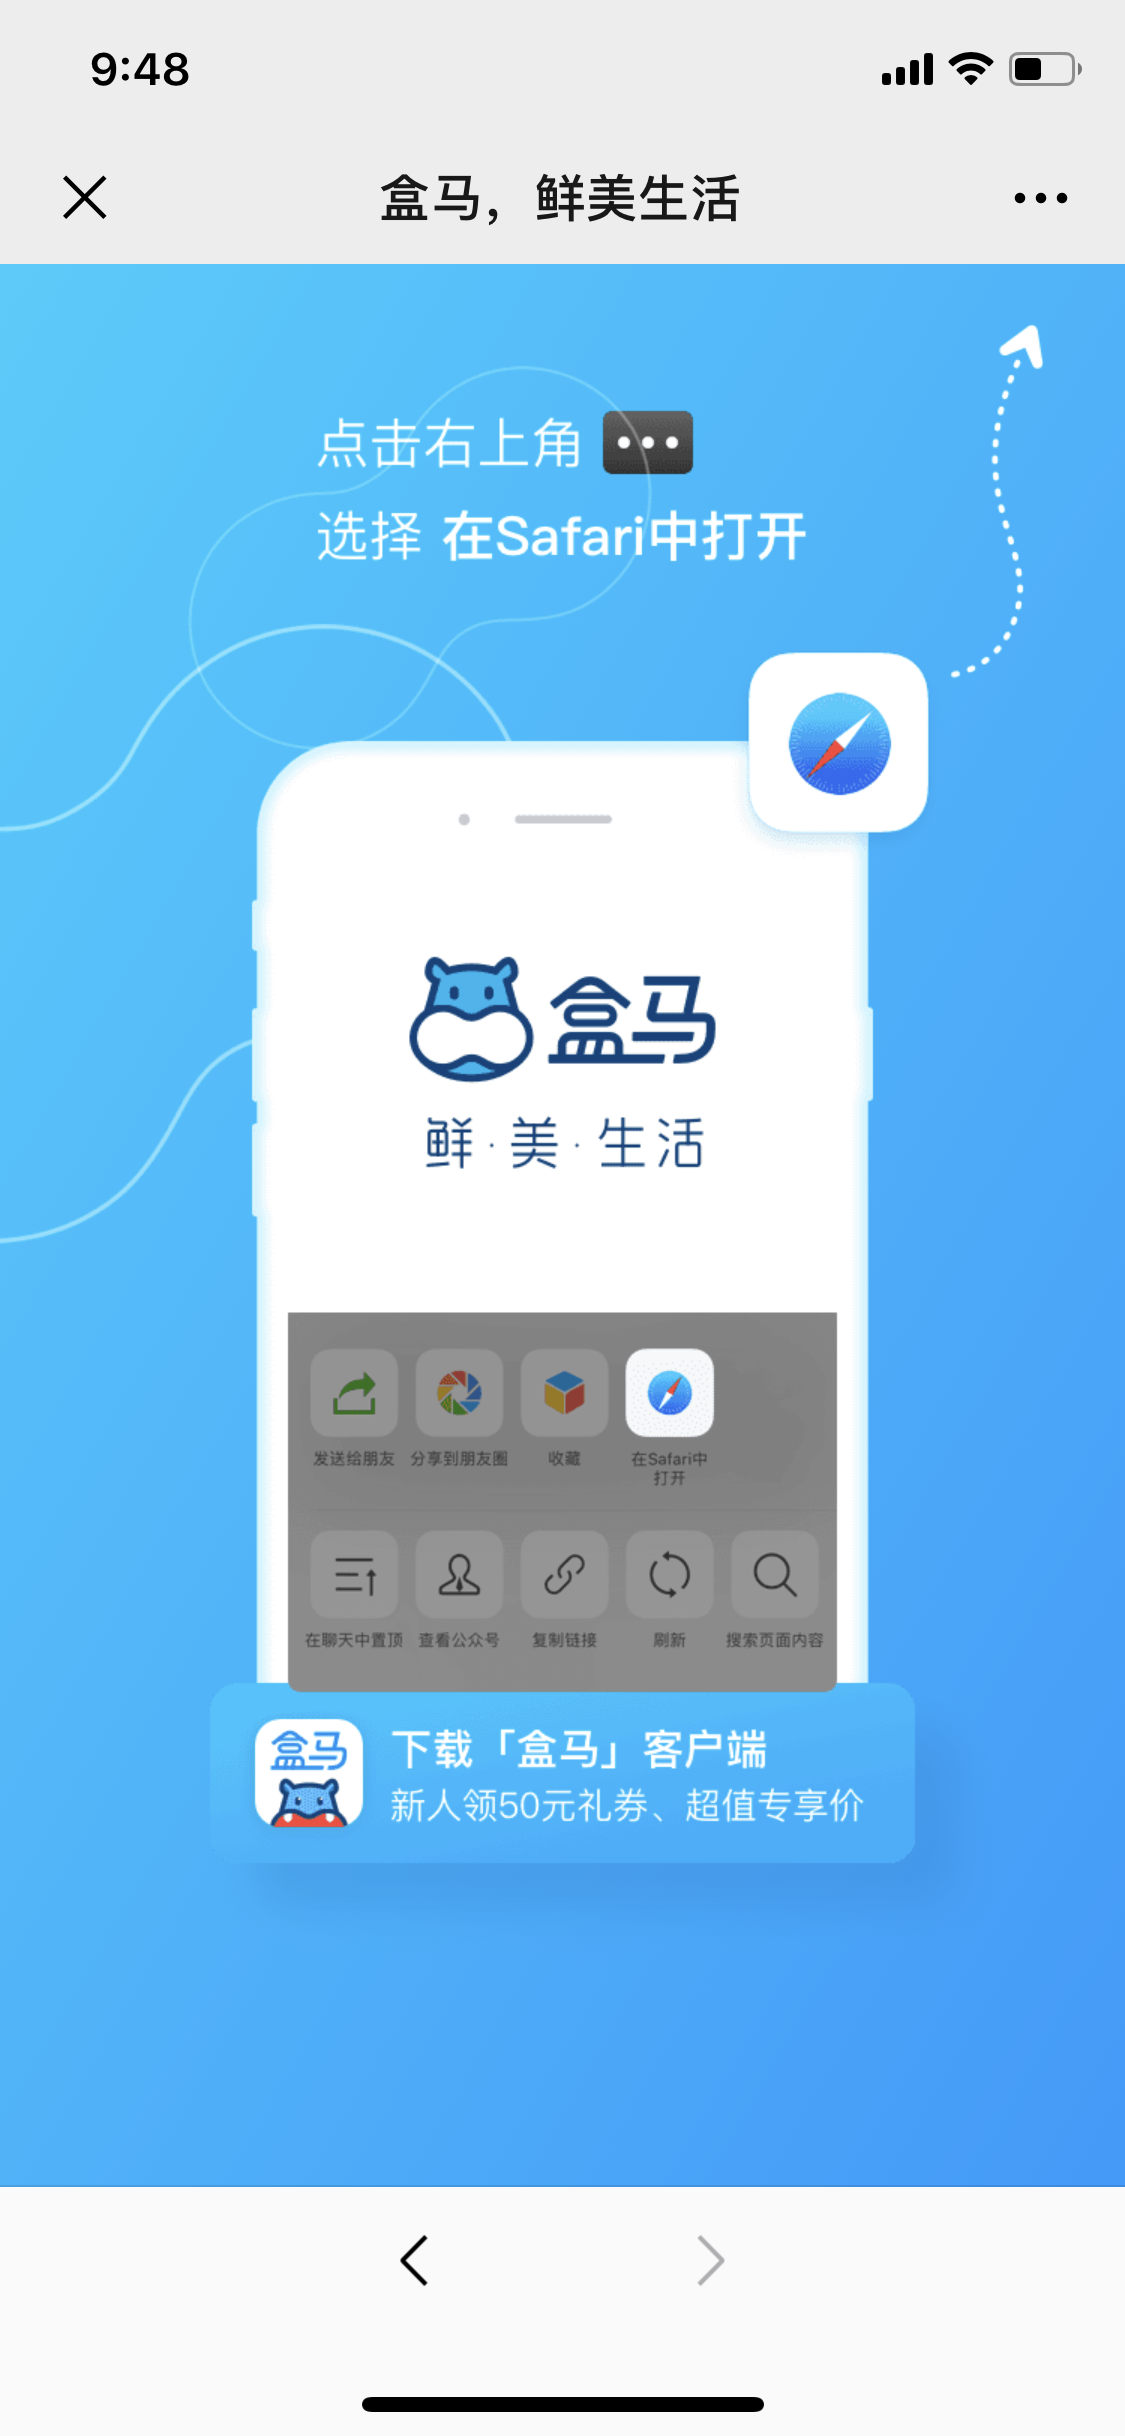 9:48
盒马，鲜美生活
点击右上角
选择 在Safari中打开
盒马
鲜·美·生活
发送给朋友 分享到朋友圈 收藏 在Safari中
打开
在聊天中置顶 查看公众号 复制链接 刷新 搜索页面内容
盒马
下载「盒马」客户端
新人领50元礼券、超值专享价